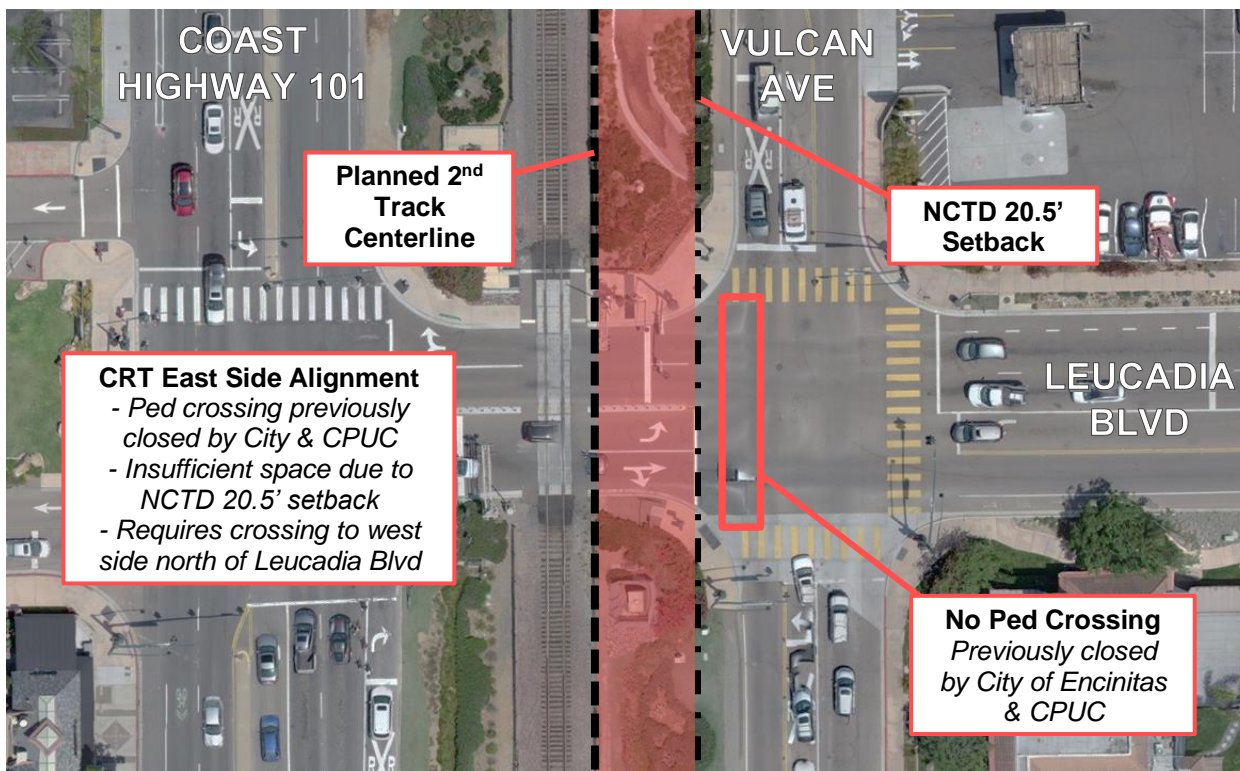 COAST
HIGHWAY 101
VULCAN
AVE
Planned 2nd
Track
Centerline
NCTD 20.5’
Setback
CRT East Side Alignment
- Ped crossing previously
closed by City & CPUC
- Insufficient space due to
NCTD 20.5’ setback
- Requires crossing to west
side north of Leucadia Blvd
LEUCADIA
BLVD
No Ped Crossing
Previously closed
by City of Encinitas
& CPUC